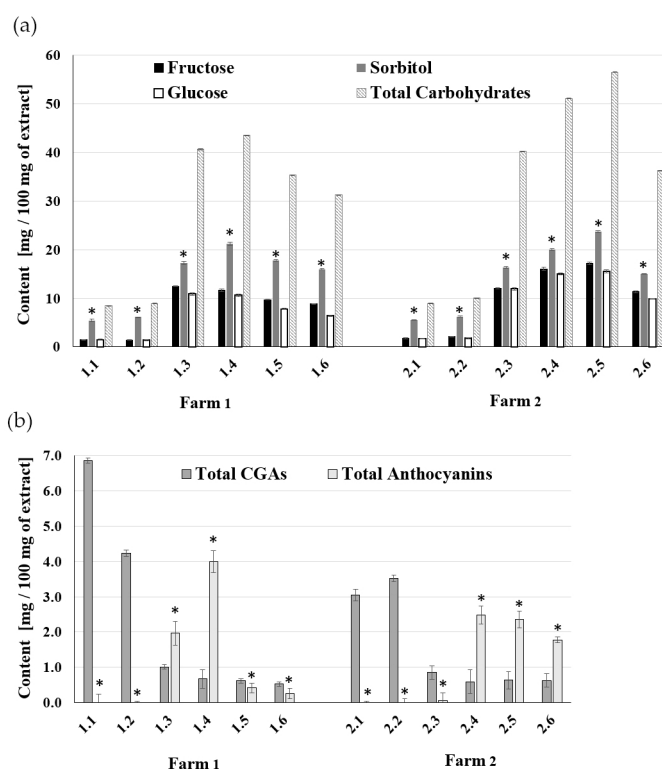 (a)
Fructose Sorbitol
Glucose Total Carbohydrates
Content [mg / 100 mg of extract]
60
50
40
30
20
10
0
* * * * * * * * * * * *
1.1 1.2 1.3 1.4 1.5 1.6 2.1 2.2 2.3 2.4 2.5 2.6
Farm 1 Farm 2
(b)
Total CGAs Total Anthocyanins
Content [mg / 100 mg of extract]
7.0
6.0
5.0
4.0
3.0
2.0
1.0
0.0
* * * * * * * * * * * *
1.1 1.2 1.3 1.4 1.5 1.6 2.1 2.2 2.3 2.4 2.5 2.6
Farm 1 Farm 2